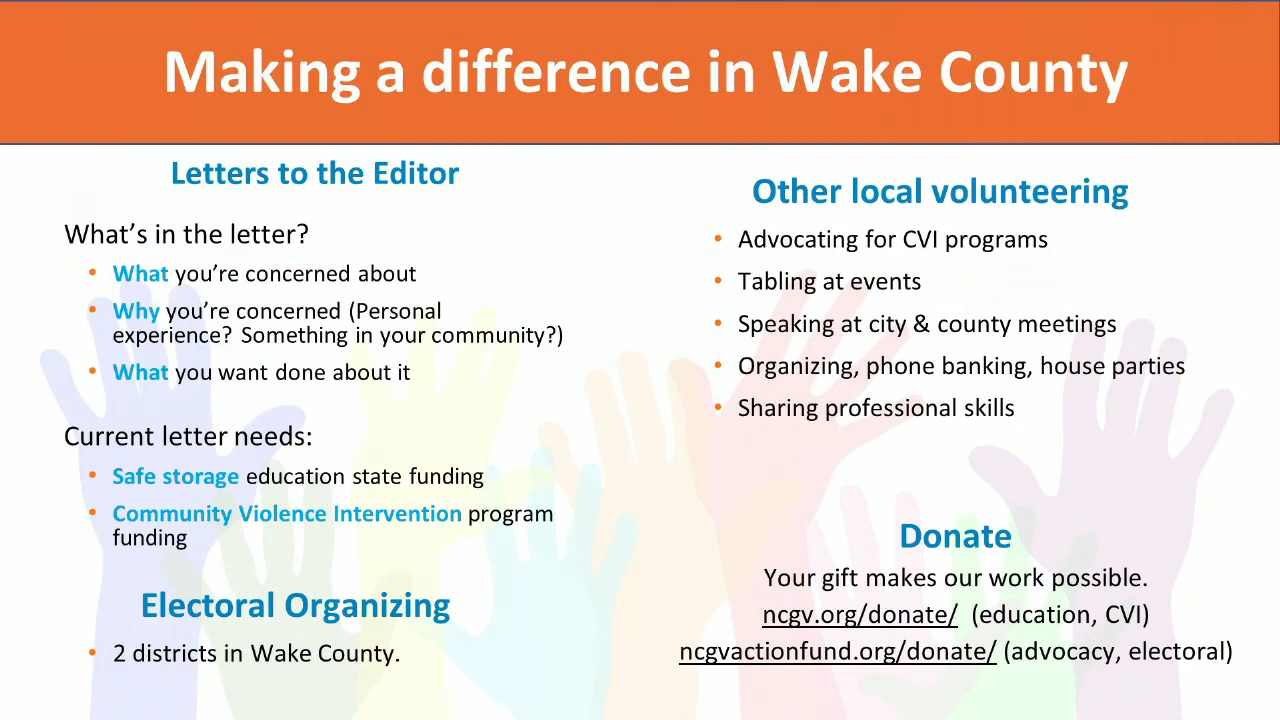 Making a difference in Wake County
Letters to the Editor
What’s in the letter?
• What you’re concerned about
• Why you’re concerned (Personal
experience? Something in your community?)
• What you want done about it
Current letter needs:
• Safe storage education state funding
• Community Violence Intervention program
funding
Electoral Organizing
• 2 districts in Wake County.
Other local volunteering
• Advocating for CVI programs
• Tabling at events
• Speaking at city & county meetings
• Organizing, phone banking, house parties
• Sharing professional skills
Donate
Your gift makes our work possible.
ncgv.org/donate/ (education, CVI)
ncgvactionfund.org/donate/ (advocacy, electoral)